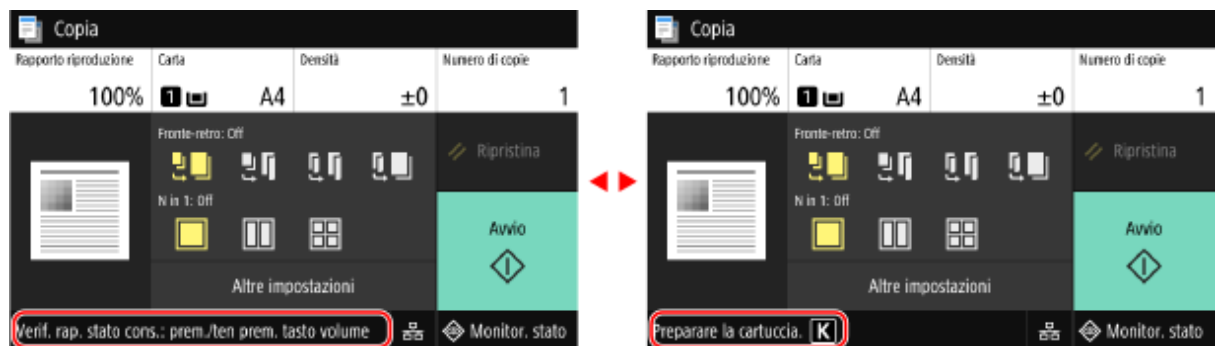 Copia
Rapporto riproduzione Carta Densità Numero di copie
100% 1 A4 ±0 1
Fronte-retro: Off
Ripristina
N in 1: Off
Avvio
Altre impostazioni
Verif. rap. stato cons.: prem./ten prem. tasto volume Monitor. stato
Copia
Rapporto riproduzione Carta Densità Numero di copie
100% 1 A4 ±0 1
Fronte-retro: Off
Ripristina
N in 1: Off
Avvio
Altre impostazioni
Preparare la cartuccia. K Monitor. stato